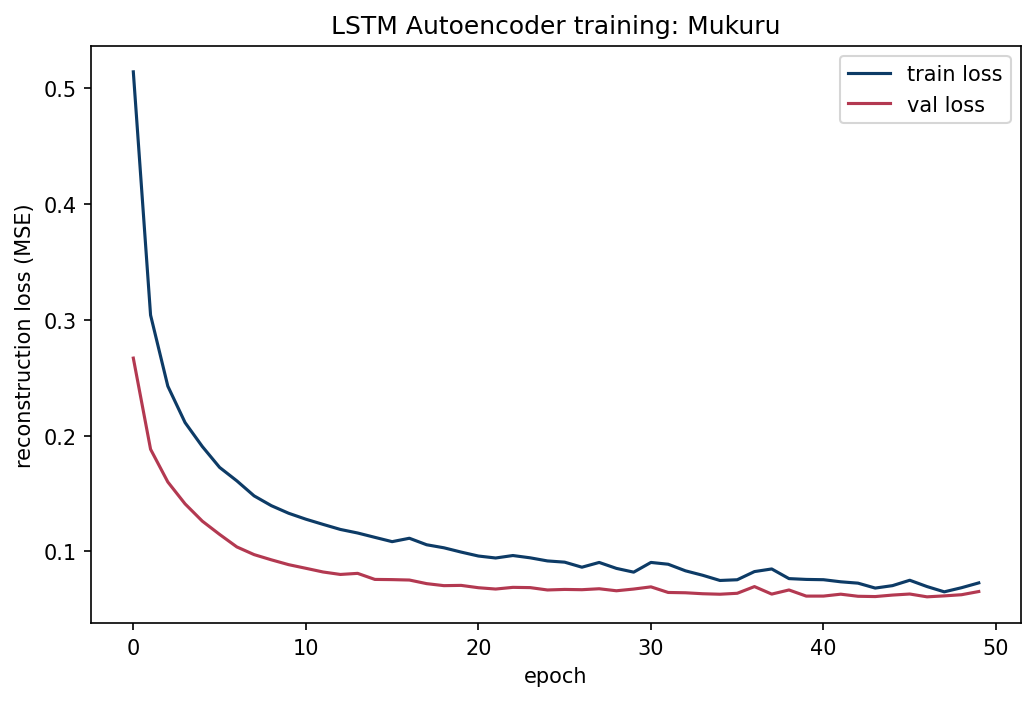 LSTM Autoencoder training: Mukuru
train loss
val loss
reconstruction loss (MSE)
0.5
0.4
0.3
0.2
0.1
0 10 20 30 40 50
epoch